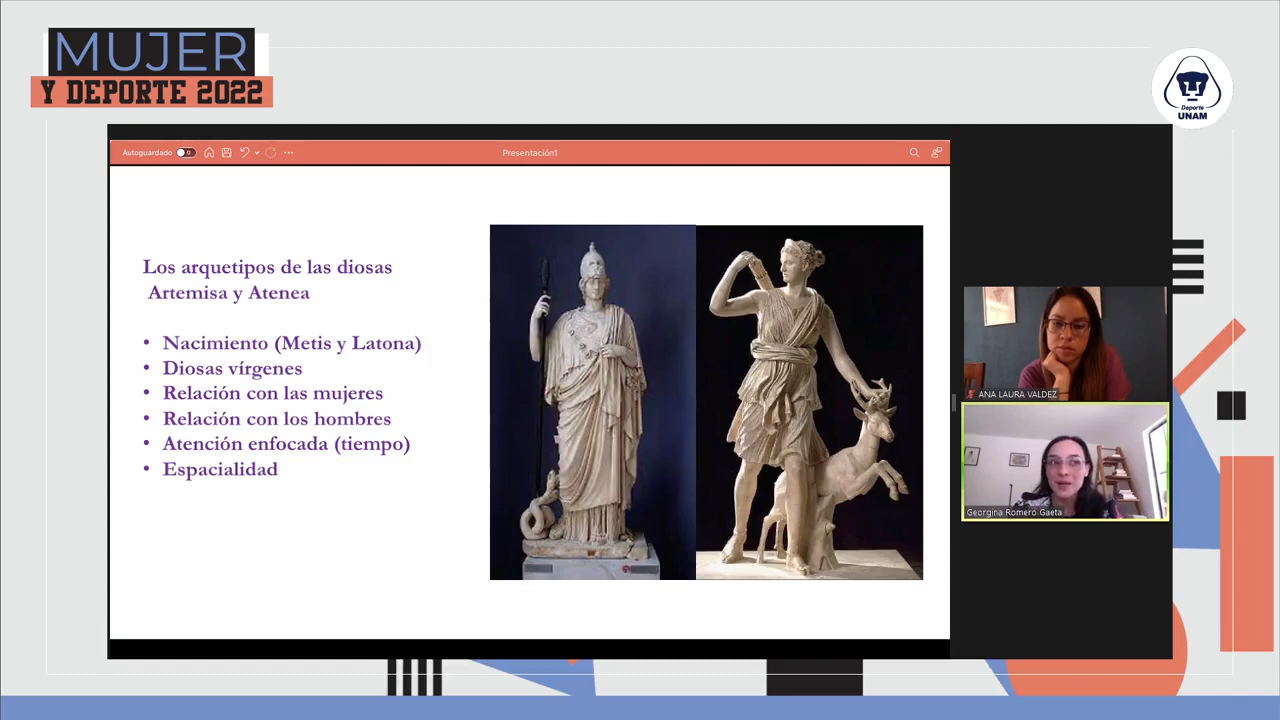 MUJER
Y DEPORTE 2022
Deporte
UNAM
Autoguardado
Presentación1
Los arquetipos de las diosas
Artemisa y Atenea
• Nacimiento (Metis y Latona)
• Diosas vírgenes
• Relación con las mujeres
• Relación con los hombres
• Atención enfocada (tiempo)
• Espacialidad
ANA LAURA VALDEZ
Georgina Romero Gaeta